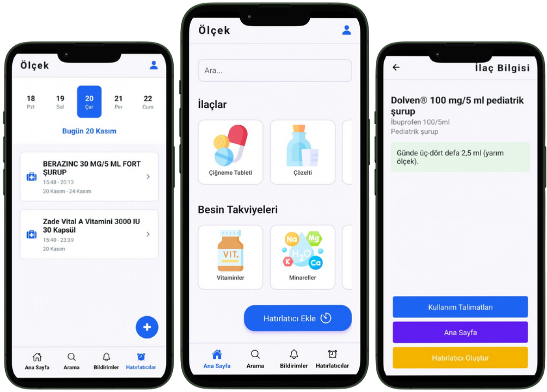 Ölçek
18
19
20
21
22
Pzt
Sal
Çar
Per
Cum
Bugün 20 Kasım
BERAZINC 30 MG/5 ML FORT
ŞURUP
15:48 - 20:13
20 Kasım - 24 Kasım
Zade Vital A Vitamini 3000 IU
30 Kapsül
15:40 - 23:39
20 Kasım
Ana Sayfa
Arama
Bildirimler
Hatırlatıcılar
Ölçek
Ara...
İlaçlar
Çiğneme Tableti
Çözelti
Besin Takviyeleri
VIT.
Vitaminler
Na
Mg
H₂O
K
Ca
Mineraller
Hatırlatıcı Ekle
Ana Sayfa
Arama
Bildirimler
Hatırlatıcılar
İlaç Bilgisi
Dolven® 100 mg/5 ml pediatrik
şurup
İbuprofen 100/5ml
Pediatrik şurup
Günde üç-dört defa 2,5 ml (yarım
ölçek).
Kullanım Talimatları
Ana Sayfa
Hatırlatıcı Oluştur